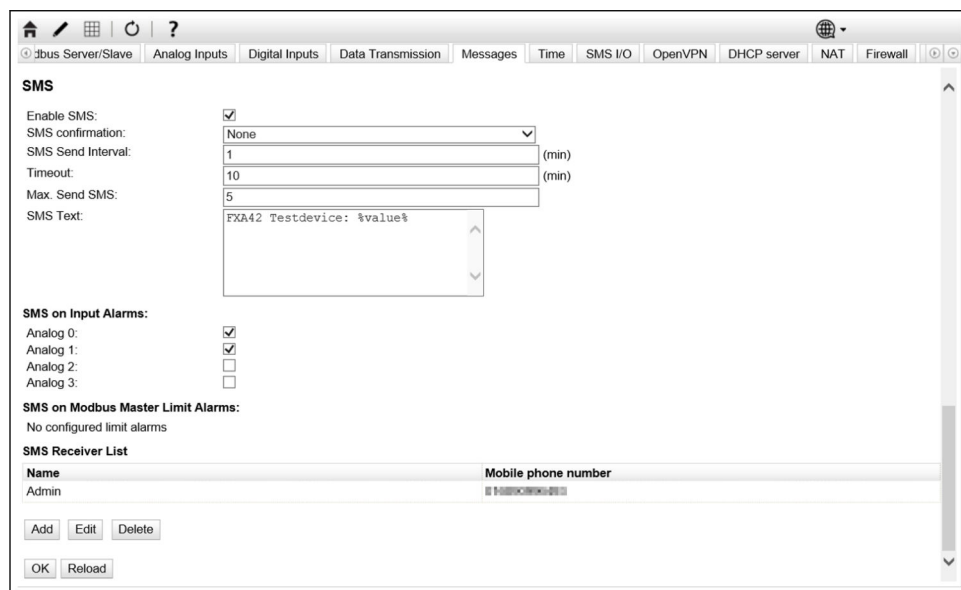 ?
dbus Server/Slave Analog Inputs Digital Inputs Data Transmission Messages Time SMS I/O OpenVPN DHCP server NAT Firewall
SMS
Enable SMS:
SMS confirmation: None
SMS Send Interval: 1 (min)
Timeout: 10 (min)
Max. Send SMS: 5
SMS Text: FXA42 Testdevice: %value%
SMS on Input Alarms:
Analog 0:
Analog 1:
Analog 2:
Analog 3:
SMS on Modbus Master Limit Alarms:
No configured limit alarms
SMS Receiver List
Name Mobile phone number
Admin
Add Edit Delete
OK Reload